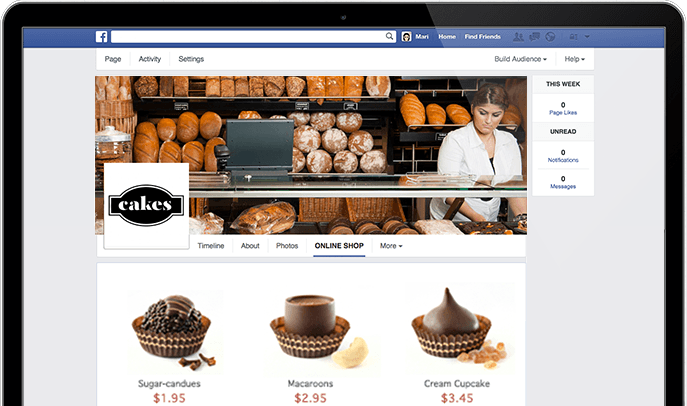 f
Mari Home Find Friends
Page Activity Settings Build Audience Help
THIS WEEK
0
Page Likes
UNREAD
0
Notifications
0
Messages
cakes
Timeline About Photos ONLINE SHOP More
Sugar-candues Macaroons Cream Cupcake
$1.95 $2.95 $3.45